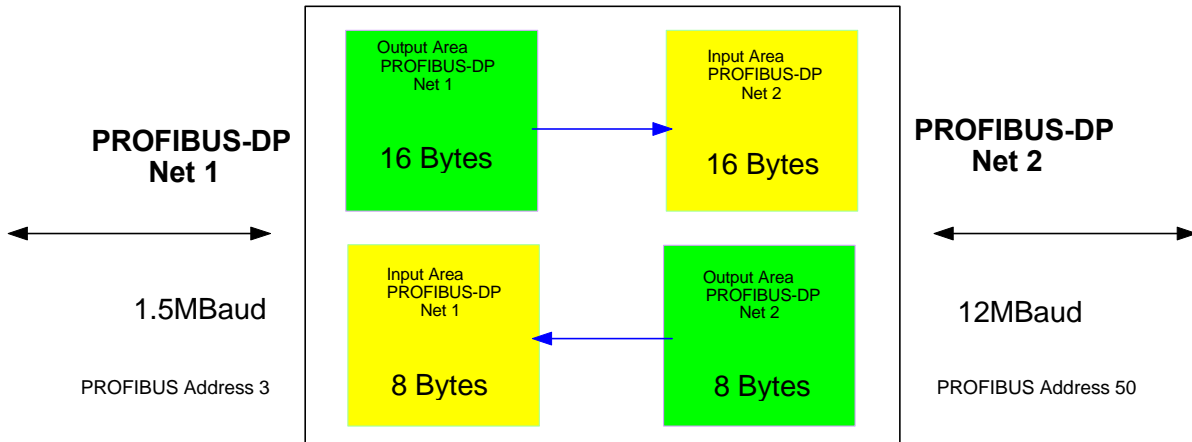 PROFIBUS-DP
Net 1
1.5MBaud
PROFIBUS Address 3
Output Area
PROFIBUS-DP
Net 1
16 Bytes
Input Area
PROFIBUS-DP
Net 2
16 Bytes
Input Area
PROFIBUS-DP
Net 1
8 Bytes
Output Area
PROFIBUS-DP
Net 2
8 Bytes
PROFIBUS-DP
Net 2
12MBaud
PROFIBUS Address 50